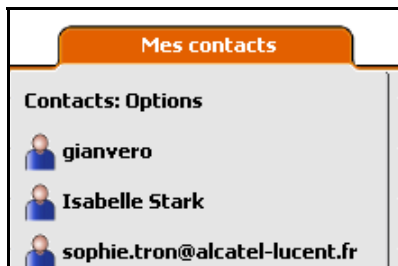 Mes contacts
Contacts: Options
gianvero
Isabelle Stark
sophie.tron@alcatel-lucent.fr